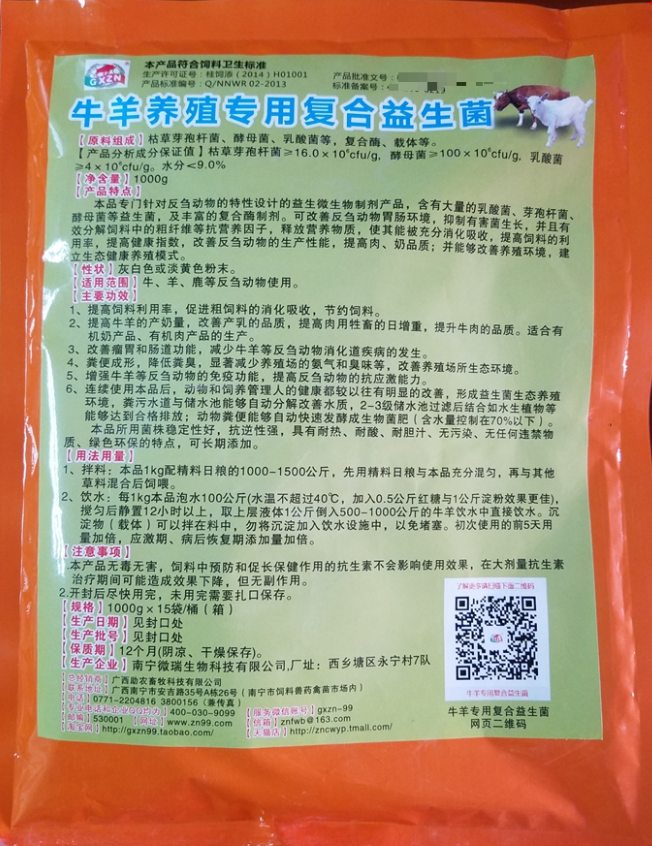 GXZN
本产品符合饲料卫生标准
生产许可证号：桂饲添（2014）H01001
产品标准编号：Q/NNWR 02-2013
产品批准文号：
标准备案号：
牛羊养殖专用复合益生菌
【原料组成】枯草芽孢杆菌、酵母菌、乳酸菌等，复合酶、载体等。
【产品分析成分保证值】枯草芽孢杆菌≥16.0×10⁸cfu/g，酵母菌≥100×10⁸cfu/g，乳酸菌
≥4×10⁸cfu/g。水分≤9.0%
【净含量】1000g
【产品特点】
本品专门针对反刍动物的特性设计的益生微生物制剂产品，含有大量的乳酸菌、芽孢杆菌、
酵母菌等益生菌，及丰富的复合酶制剂。可改善反刍动物胃肠环境，抑制有害菌生长，并且有
效分解饲料中的粗纤维等抗营养因子，释放营养物质，使其能被充分消化吸收，提高饲料的利
用率，提高健康指数，改善反刍动物的生产性能，提高肉、奶品质；并能够改善养殖环境，建
立生态健康养殖模式。
【性状】灰白色或淡黄色粉末。
【适用范围】牛、羊、鹿等反刍动物使用。
【主要功效】
1、提高饲料利用率，促进粗饲料的消化吸收，节约饲料。
2、提高牛羊的产奶量，改善产乳的品质，提高肉用牲畜的日增重，提升牛肉的品质。适合有
机奶产品、有机肉产品的生产。
3、改善瘤胃和肠道功能，减少牛羊等反刍动物消化道疾病的发生。
4、粪便成形，降低粪臭，显著减少养殖场的氨气和臭味等，改善养殖场所生态环境。
5、增强牛羊等反刍动物的免疫功能，提高反刍动物的抗应激能力。
6、连续使用本品后，动物和饲养管理人的健康都较以往有明显的改善，形成益菌生态养殖
环境，粪污水道与储水池能够自动分解改善水质，2-3级储水池过滤后结合如水生植物等
能够达到合格排放；动物粪便能够自动快速发酵成生物菌肥（含水量控制在70%以下）。
本品所用菌株稳定性好，抗逆性强，具有耐热、耐酸、耐胆汁、无污染、无任何违禁物
质、绿色环保的特点，可长期添加。
【用法用量】
1、拌料：本品1kg配精料日粮的1000-1500公斤，先用精料日粮与本品充分混匀，再与其他
草料混合后饲喂。
2、饮水：每1kg本品泡水100公斤(水温不超过40℃，加入0.5公斤红糖与1公斤淀粉效果更佳)，
搅匀后静置12小时以上，取上层液体1公斤倒入500-1000公斤的牛羊饮水中直接饮水。沉
淀物（载体）可以拌在料中，勿将沉淀加入饮水设施中，以免堵塞。初次使用的前5天用
量加倍，应激期、病后恢复期添加量加倍。
【注意事项】
1.本产品无毒无害，饲料中预防和促长保健作用的抗生素不会影响使用效果，在大剂量抗生素
治疗期间可能造成效果下降，但无副作用。
2.开封后尽快用完，未用完需要扎口保存。
【规格】1000g×15袋/桶（箱）
【生产日期】见封口处
【生产批号】见封口处
【保质期】12个月(阴凉、干燥保存)。
【生产企业】南宁微瑞生物科技有限公司,厂址：西乡塘区永宁村7队
【总经销商】广西助农畜牧科技有限公司
【联系地址】广西南宁市安吉路35号A栋26号（南宁市饲料兽药禽苗市场内）
【电话】0771-2204816 3800156（兼传真）
【专业电话和企业QQ均为】400-030-9099
【服务微信账号】gxzn-99
【邮编】530001 【网址】www.zn99.com
【信箱】znfwb@163.com
【淘宝网】http://gxzn99.taobao.com/
【天猫店】http://zncwyp.tmall.com/
了解更多请扫描下面二维码
牛羊专用复合益生菌
牛羊专用复合益生菌
网页二维码